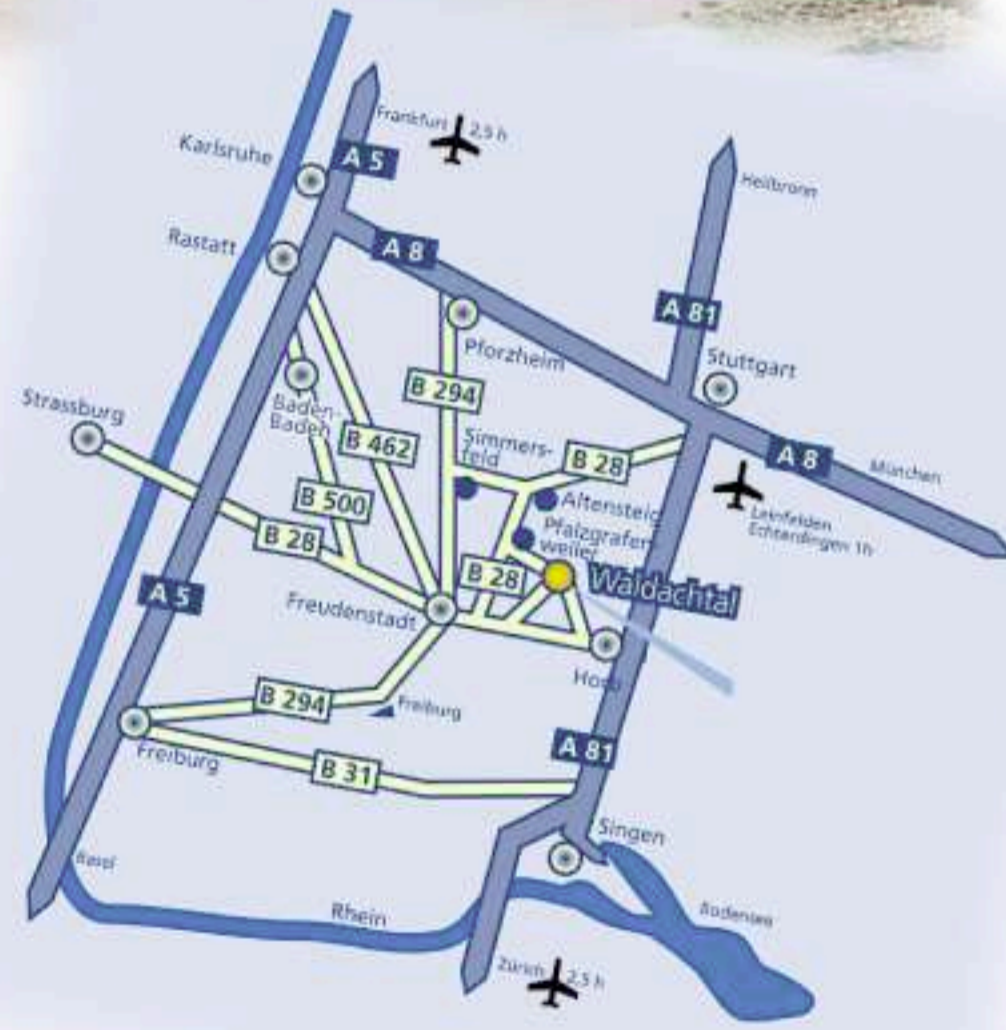 Frankfurt 2,5 h
Karlsruhe
A 5
Heilbronn
Rastatt
A 8
A 81
Pforzheim
Stuttgart
B 294
Strassburg
Baden-
Baden
B 462
Simmers-
feld
B 28
A 8
München
B 500
Altensteig
Leinfelden
Echterdingen 1h
B 28
Pfalzgrafen
weiler
B 28
Waldachtal
A 5
Freudenstadt
Horb
B 294
Freiburg
Freiburg
A 81
B 31
Singen
Basel
Rhein
Bodensee
Zürich 2,5 h